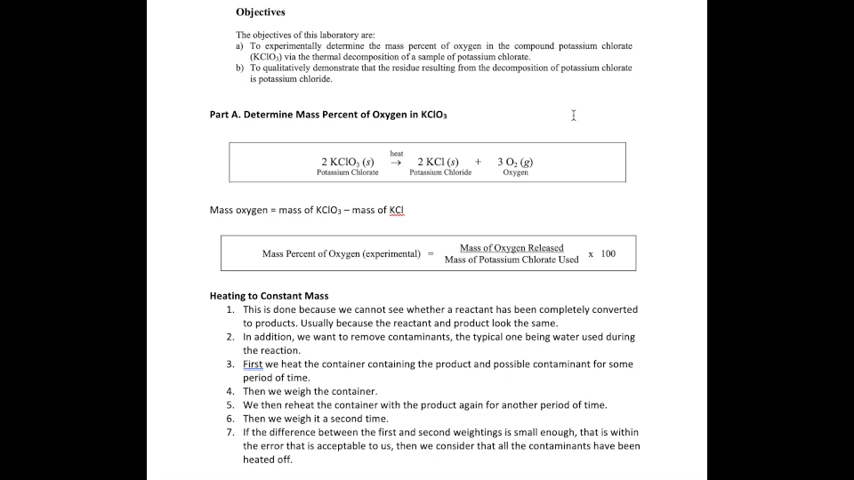 Objectives
The objectives of this laboratory are:
a) To experimentally determine the mass percent of oxygen in the compound potassium chlorate
(KClO₃) via the thermal decomposition of a sample of potassium chlorate.
b) To qualitatively demonstrate that the residue resulting from the decomposition of potassium chlorate
is potassium chloride.
Part A. Determine Mass Percent of Oxygen in KClO₃
heat
2 KClO₃ (s) → 2 KCl (s) + 3 O₂ (g)
Potassium Chlorate Potassium Chloride Oxygen
Mass oxygen = mass of KClO₃ – mass of KCl
Mass of Oxygen Released
Mass Percent of Oxygen (experimental) = x 100
Mass of Potassium Chlorate Used
Heating to Constant Mass
1. This is done because we cannot see whether a reactant has been completely converted
to products. Usually because the reactant and product look the same.
2. In addition, we want to remove contaminants, the typical one being water used during
the reaction.
3. First we heat the container containing the product and possible contaminant for some
period of time.
4. Then we weigh the container.
5. We then reheat the container with the product again for another period of time.
6. Then we weigh it a second time.
7. If the difference between the first and second weightings is small enough, that is within
the error that is acceptable to us, then we consider that all the contaminants have been
heated off.